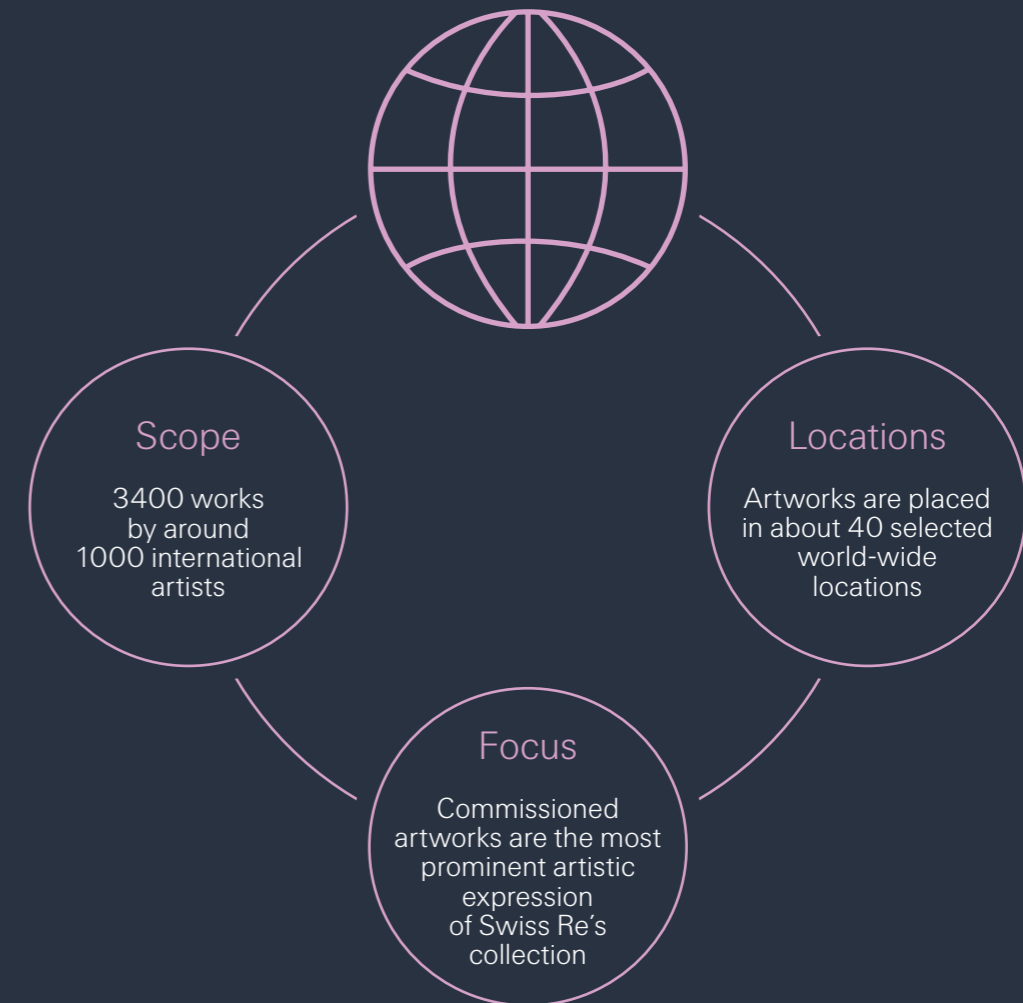 Scope
3400 works
by around
1000 international
artists
Locations
Artworks are placed
in about 40 selected
world-wide
locations
Focus
Commissioned
artworks are the most
prominent artistic
expression
of Swiss Re´s
collection